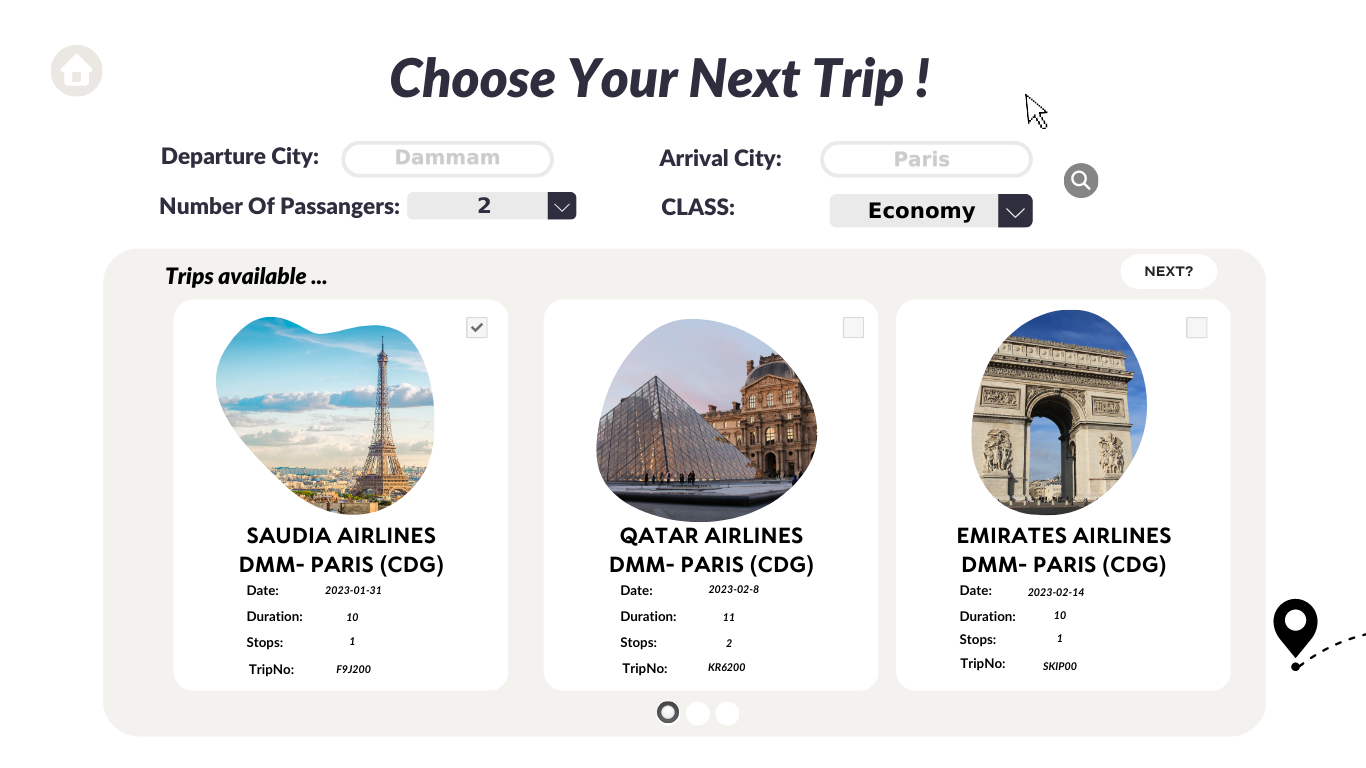 Choose Your Next Trip !
Departure City: Dammam
Arrival City: Paris
Number Of Passangers: 2
CLASS: Economy
Trips available ...
NEXT?
SAUDIA AIRLINES
DMM- PARIS (CDG)
Date: 2023-01-31
Duration: 10
Stops: 1
TripNo: F9J200
QATAR AIRLINES
DMM- PARIS (CDG)
Date: 2023-02-8
Duration: 11
Stops: 2
TripNo: KR6200
EMIRATES AIRLINES
DMM- PARIS (CDG)
Date: 2023-02-14
Duration: 10
Stops: 1
TripNo: SKIP00